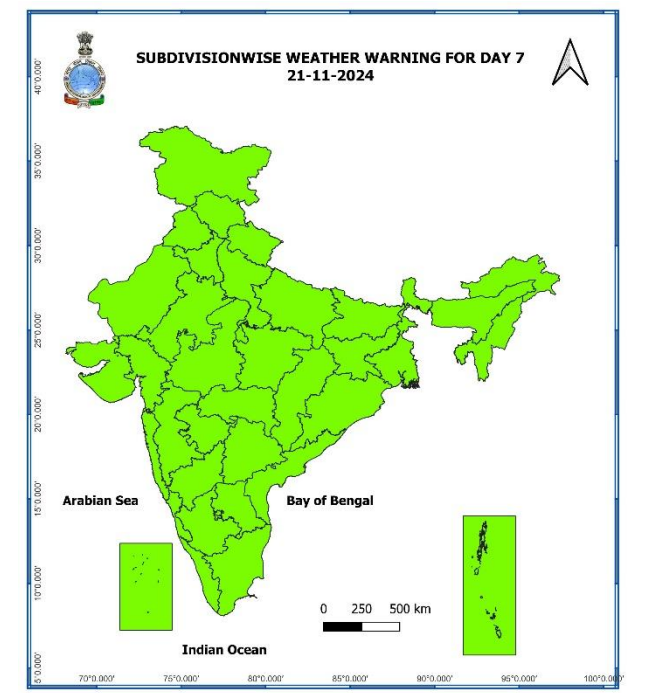 SUBDIVISIONWISE WEATHER WARNING FOR DAY 7
21-11-2024
40°0.000'
35°0.000'
30°0.000'
25°0.000'
20°0.000'
15°0.000'
10°0.000'
5°0.000'
Arabian Sea
Bay of Bengal
0 250 500 km
Indian Ocean
70°0.000' 75°0.000' 80°0.000' 85°0.000' 90°0.000' 95°0.000' 100°0.000'